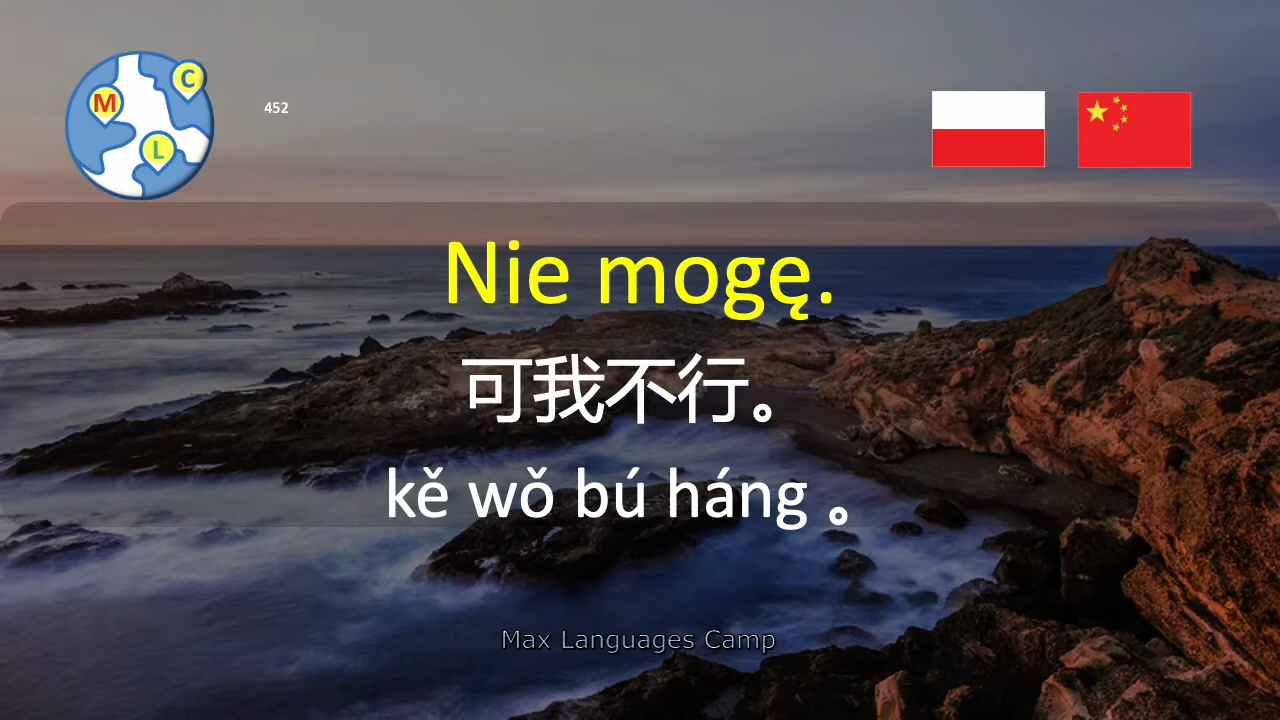 M
C
L
452
Nie mogę.
可我不行。
kě wǒ bú háng 。
Max Languages Camp